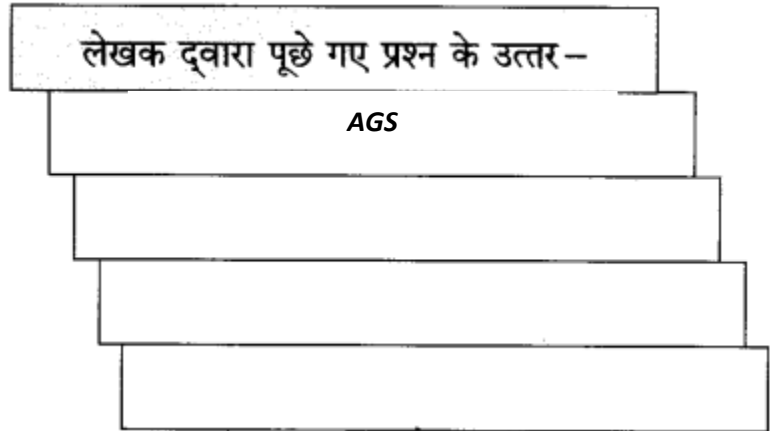 लेखक द्‌वारा पूछे गए प्रश्न के उत्तर–
AGS